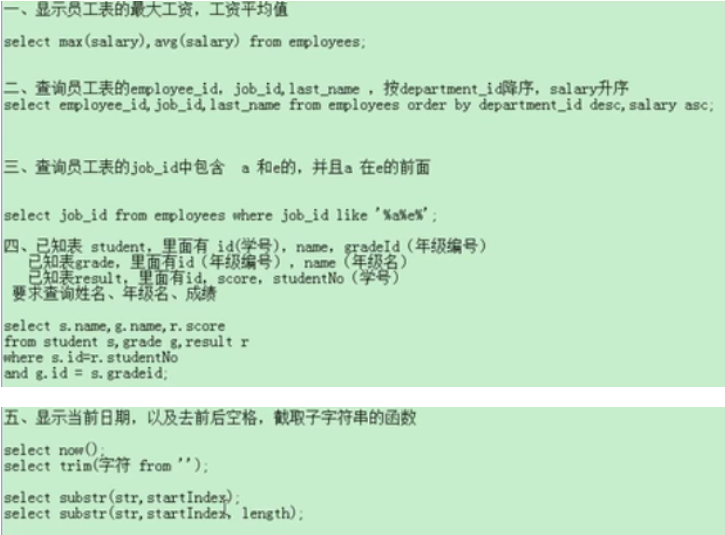 一、显示员工表的最大工资，工资平均值
select max(salary),avg(salary) from employees;
二、查询员工表的employee_id，job_id,last_name ，按department_id降序，salary升序
select employee_id,job_id,last_name from employees order by department_id desc,salary asc;
三、查询员工表的job_id中包含 a 和e的，并且a 在e的前面
select job_id from employees where job_id like '%a%e%';
四、已知表 student，里面有 id(学号)，name，gradeId（年级编号）
已知表grade，里面有id（年级编号），name（年级名）
已知表result，里面有id，score，studentNo（学号）
要求查询姓名、年级名、成绩
select s.name,g.name,r.score
from student s,grade g,result r
where s.id=r.studentNo
and g.id = s.gradeid;
五、显示当前日期，以及去前后空格，截取子字符串的函数
select now();
select trim(字符 from '');
select substr(str,startIndex);
select substr(str,startIndex，length);